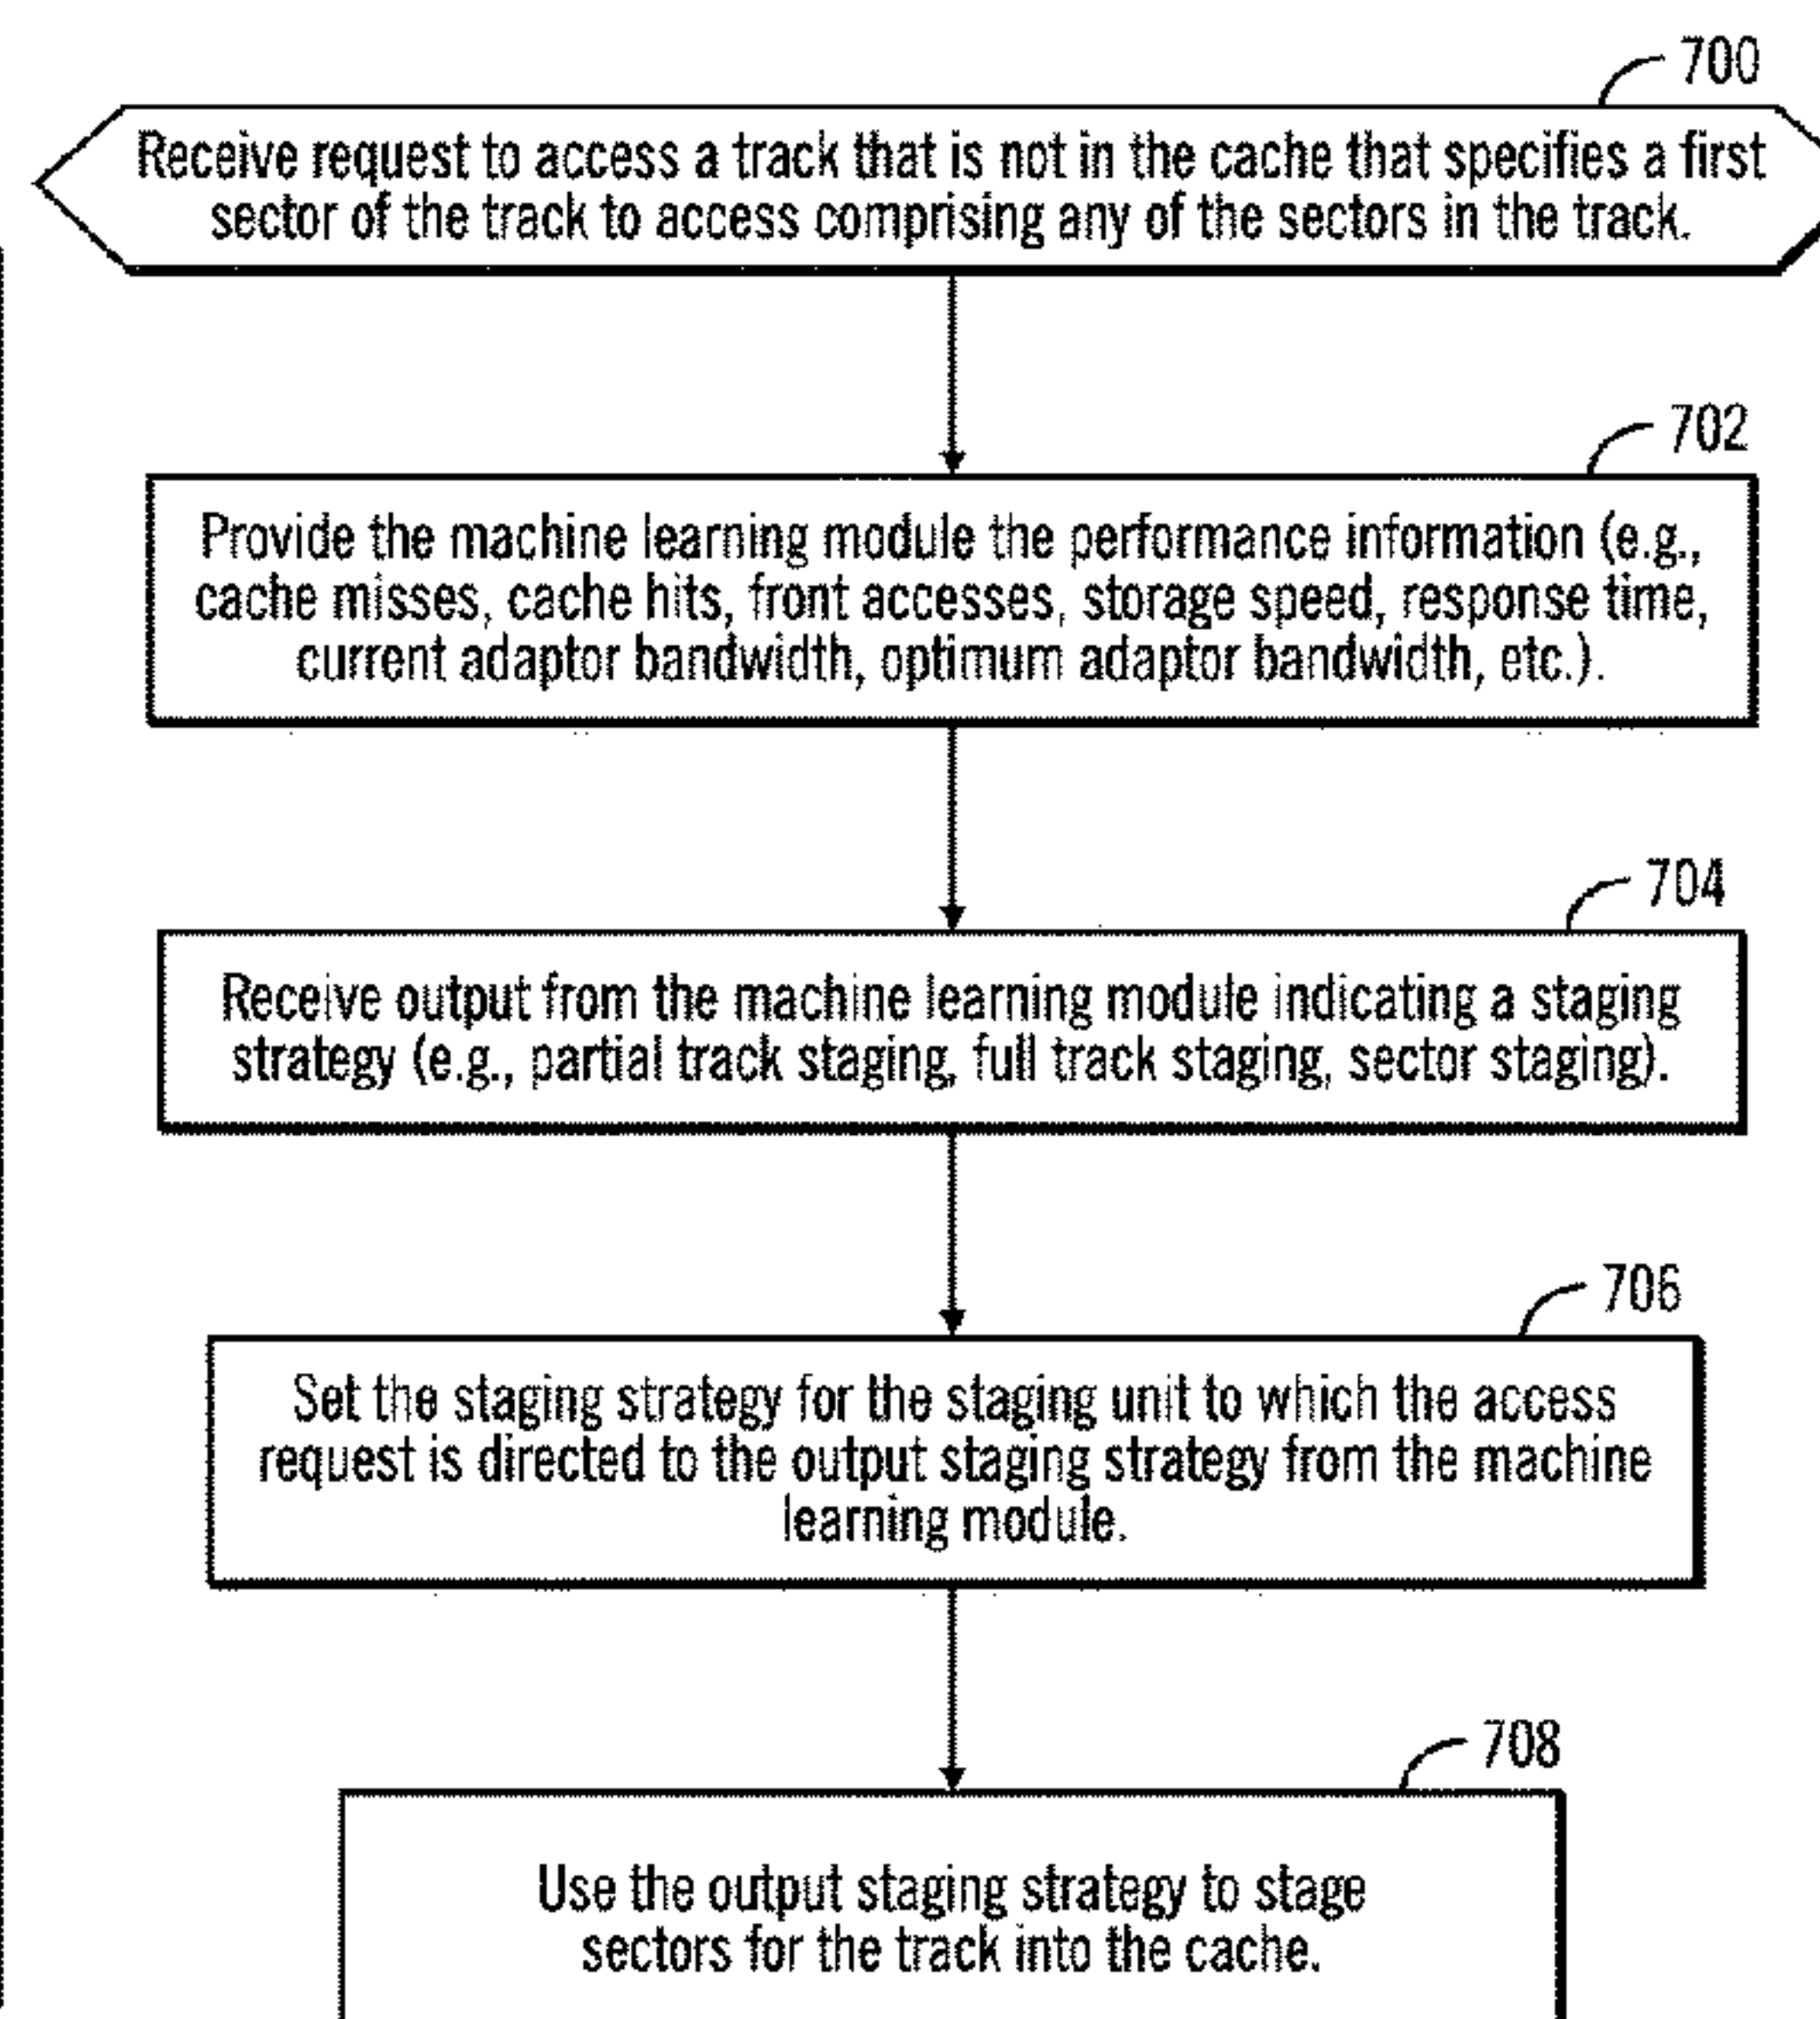 700
Receive request to access a track that is not in the cache that specifies a first
sector of the track to access comprising any of the sectors in the track.
702
Provide the machine learning module the performance information (e.g.,
cache misses, cache hits, front accesses, storage speed, response time,
current adaptor bandwidth, optimum adaptor bandwidth, etc.).
704
Receive output from the machine learning module indicating a staging
strategy (e.g., partial track staging, full track staging, sector staging).
706
Set the staging strategy for the staging unit to which the access
request is directed to the output staging strategy from the machine
learning module.
708
Use the output staging strategy to stage
sectors for the track into the cache.